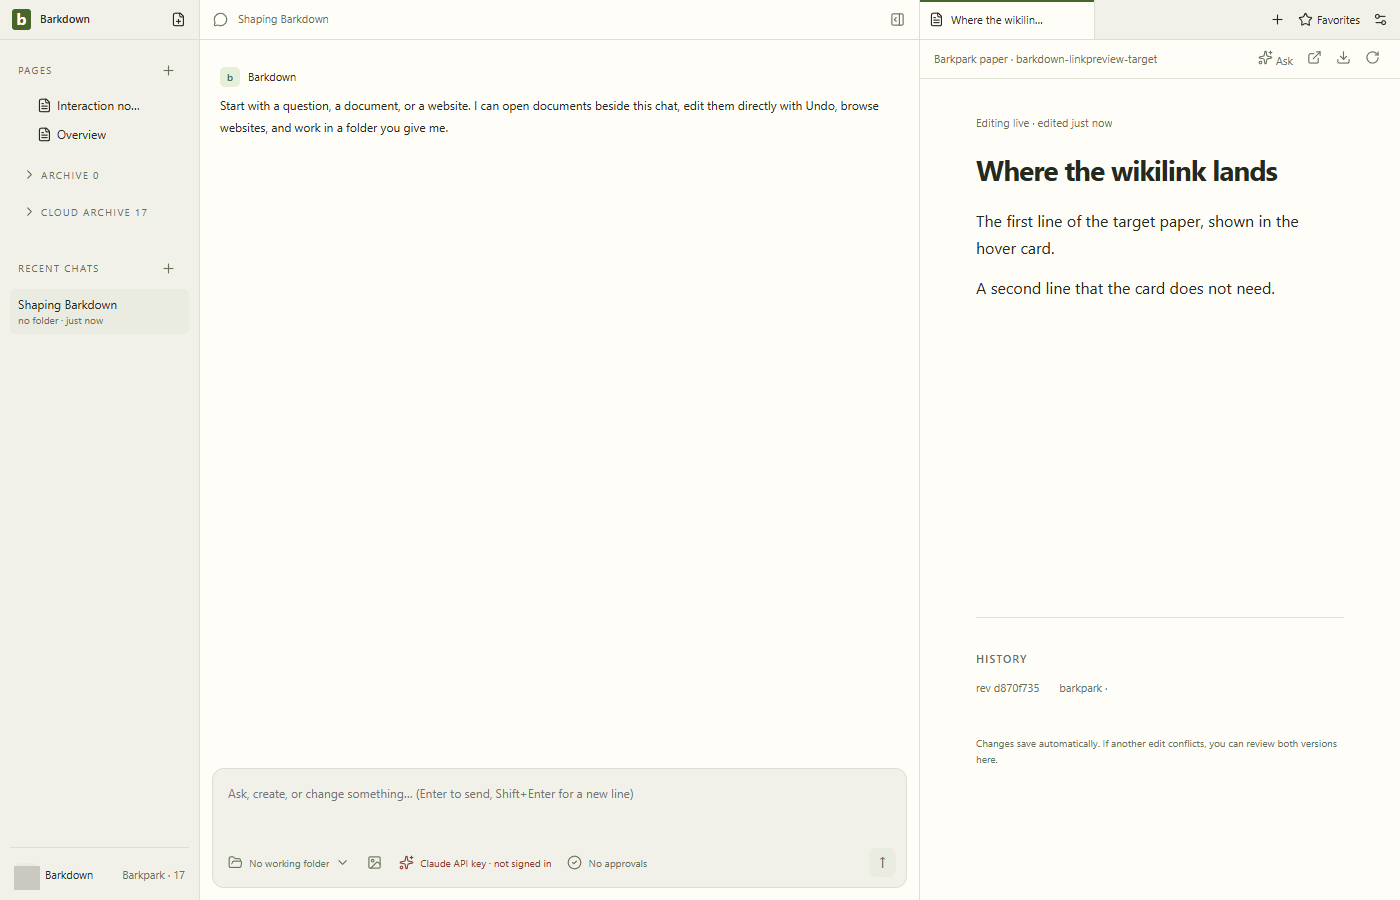 b Barkdown
PAGES
Interaction no...
Overview
ARCHIVE 0
CLOUD ARCHIVE 17
RECENT CHATS
Shaping Barkdown
no folder · just now
Barkdown
Barkpark · 17
Shaping Barkdown
b Barkdown
Start with a question, a document, or a website. I can open documents beside this chat, edit them directly with Undo, browse
websites, and work in a folder you give me.
Ask, create, or change something... (Enter to send, Shift+Enter for a new line)
No working folder
Claude API key · not signed in
No approvals
Where the wikilin...
Favorites
Barkpark paper · barkdown-linkpreview-target
Ask
Editing live · edited just now
Where the wikilink lands
The first line of the target paper, shown in the
hover card.
A second line that the card does not need.
HISTORY
rev d870f735 barkpark ·
Changes save automatically. If another edit conflicts, you can review both versions
here.